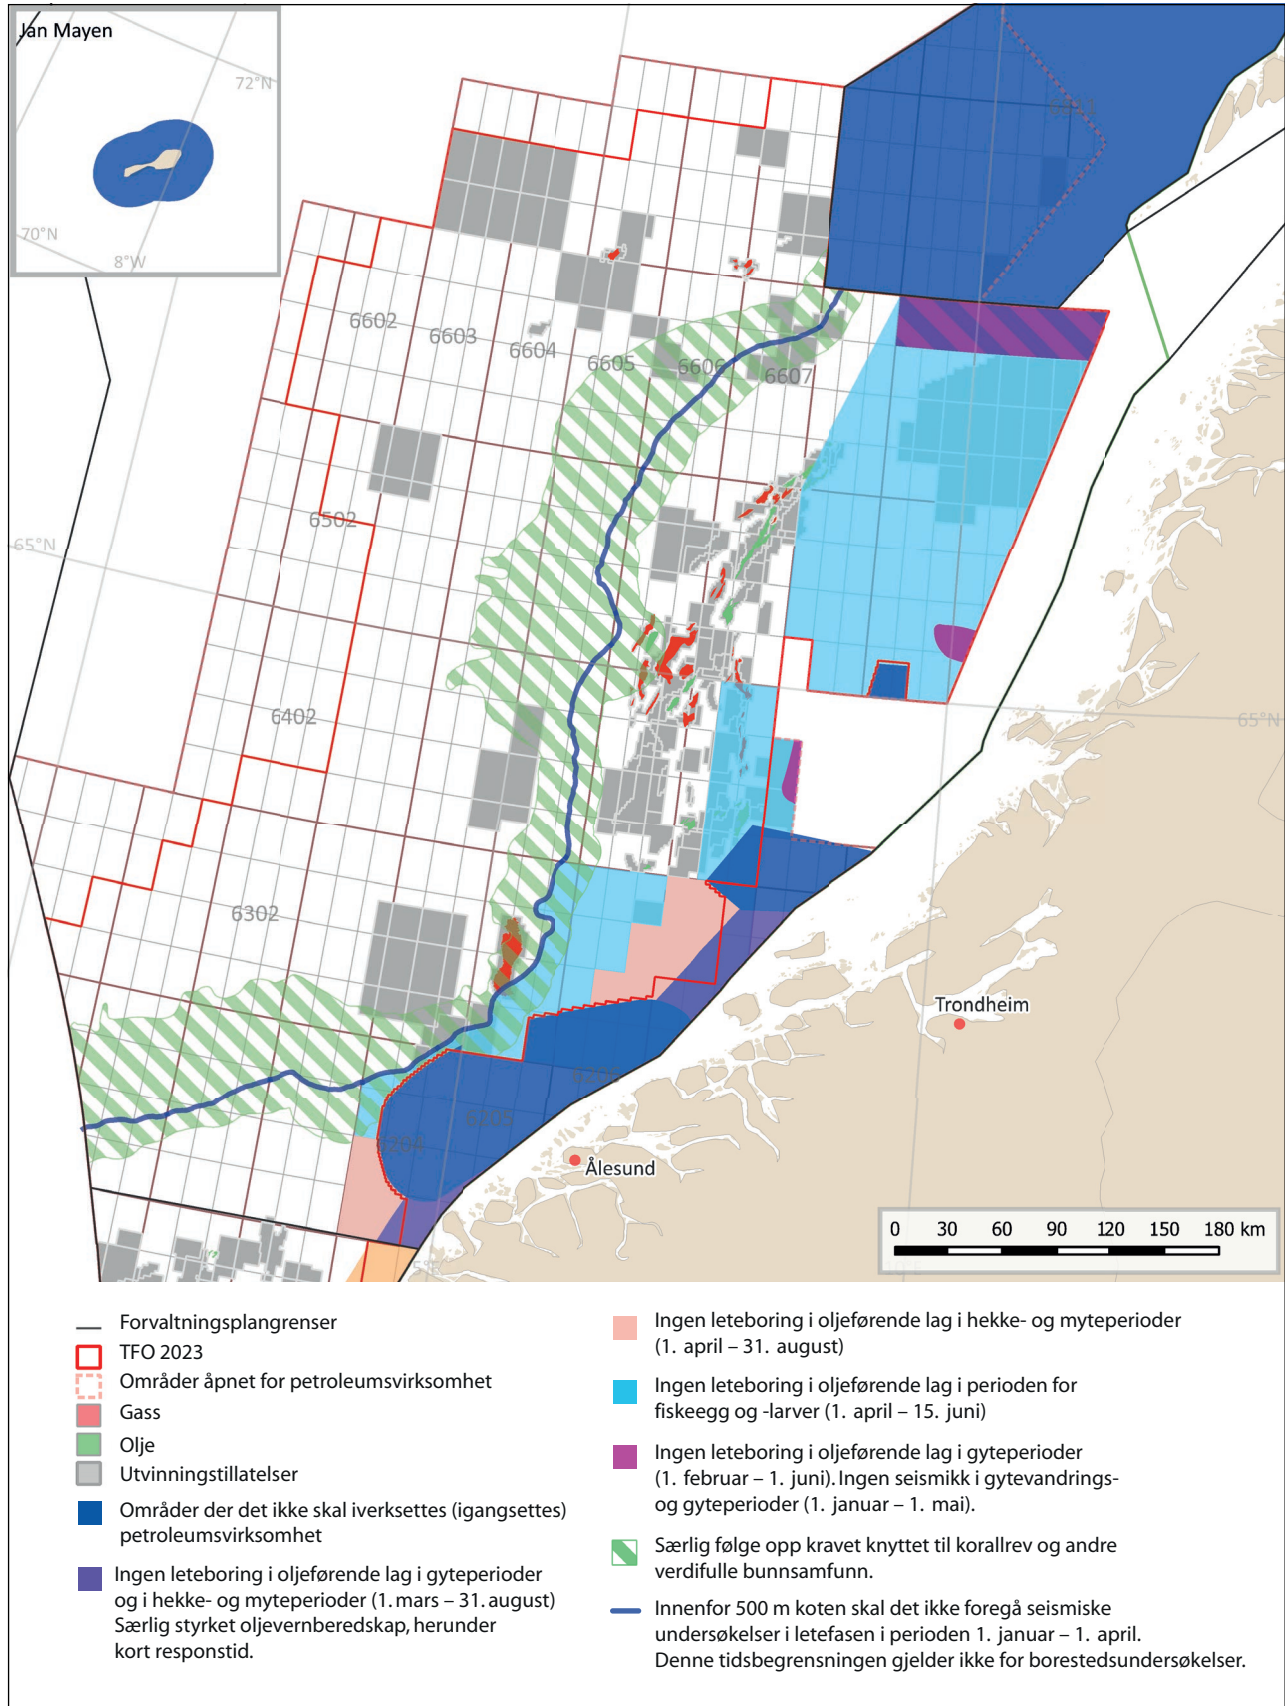 Jan Mayen
72°N
70°N
8°W
6602
6603
6604
6605
6606
6607
6502
65°N
6402
65°N
6302
Trondheim
6205
6204
Ålesund
0 30 60 90 120 150 180 km
Forvaltningsplangrenser
TFO 2023
Områder åpnet for petroleumsvirksomhet
Gass
Olje
Utvinningstillatelser
Områder der det ikke skal iverksettes (igangsettes)
petroleumsvirksomhet
Ingen leteboring i oljeførende lag i gyteperioder
og i hekke- og myteperioder (1. mars – 31. august)
Særlig styrket oljevernberedskap, herunder
kort responstid.
Ingen leteboring i oljeførende lag i hekke- og myteperioder
(1. april – 31. august)
Ingen leteboring i oljeførende lag i perioden for
fiskeegg og -larver (1. april – 15. juni)
Ingen leteboring i oljeførende lag i gyteperioder
(1. februar – 1. juni). Ingen seismikk i gytevandrings-
og gyteperioder (1. januar – 1. mai).
Særlig følge opp kravet knyttet til korallrev og andre
verdifulle bunnsamfunn.
Innenfor 500 m koten skal det ikke foregå seismiske
undersøkelser i letefasen i perioden 1. januar – 1. april.
Denne tidsbegrensningen gjelder ikke for borestedsundersøkelser.